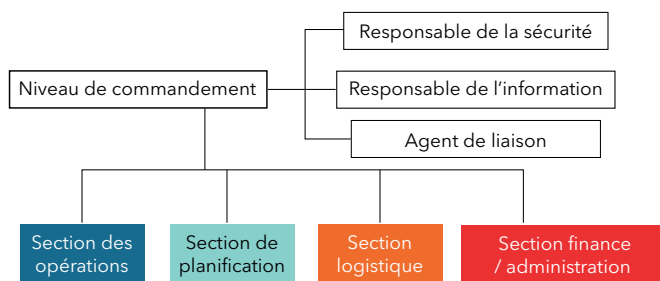 Responsable de la sécurité
Niveau de commandement
Responsable de l’information
Agent de liaison
Section des
opérations
Section de
planification
Section
logistique
Section finance
/ administration